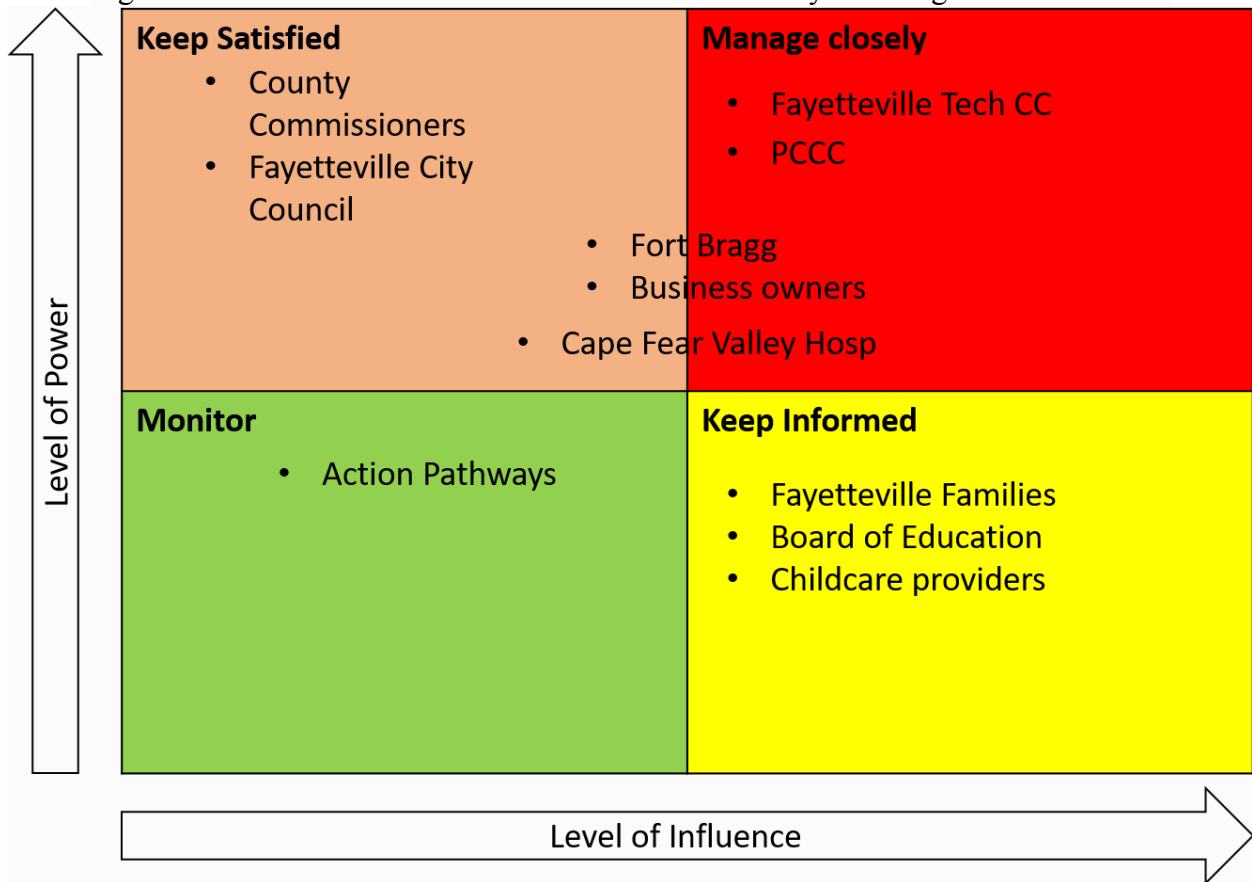 Keep Satisfied
• County
Commissioners
• Fayetteville City
Council
Manage closely
• Fayetteville Tech CC
• PCCC
• Fort Bragg
• Business owners
• Cape Fear Valley Hosp
Monitor
• Action Pathways
Keep Informed
• Fayetteville Families
• Board of Education
• Childcare providers
Level of Power
Level of Influence